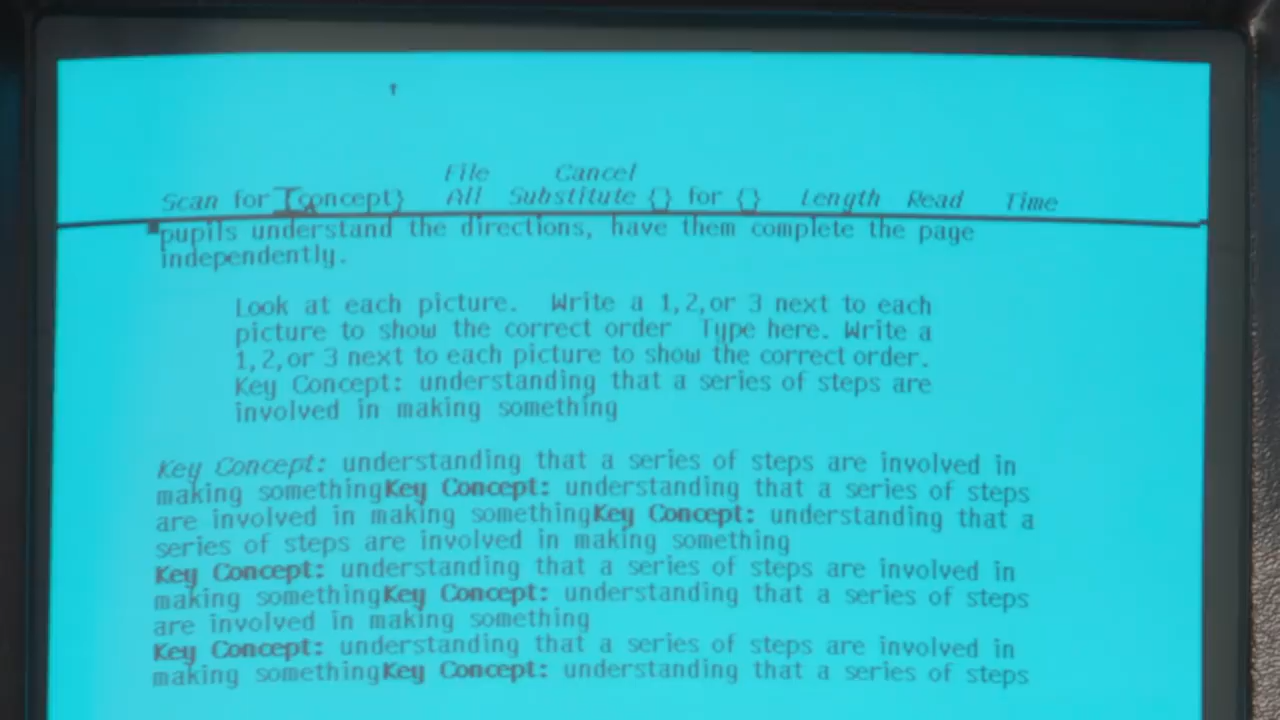 File Cancel
Scan for {concept} All Substitute {} for {} Length Read Time
pupils understand the directions, have them complete the page
independently.
Look at each picture. Write a 1,2,or 3 next to each
picture to show the correct order Type here. Write a
1,2,or 3 next to each picture to show the correct order.
Key Concept: understanding that a series of steps are
involved in making something
Key Concept: understanding that a series of steps are involved in
making somethingKey Concept: understanding that a series of steps
are involved in making somethingKey Concept: understanding that a
series of steps are involved in making something
Key Concept: understanding that a series of steps are involved in
making somethingKey Concept: understanding that a series of steps
are involved in making something
Key Concept: understanding that a series of steps are involved in
making somethingKey Concept: understanding that a series of steps